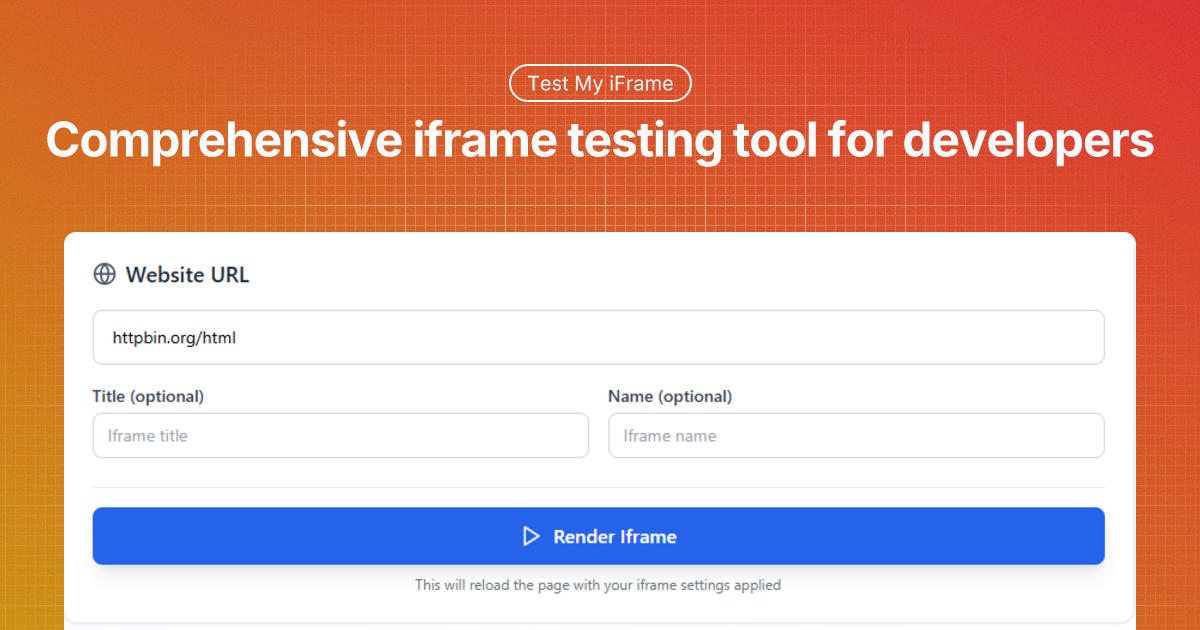 Test My iFrame
Comprehensive iframe testing tool for developers
Website URL
httpbin.org/html
Title (optional)
Name (optional)
Iframe title
Iframe name
Render Iframe
This will reload the page with your iframe settings applied